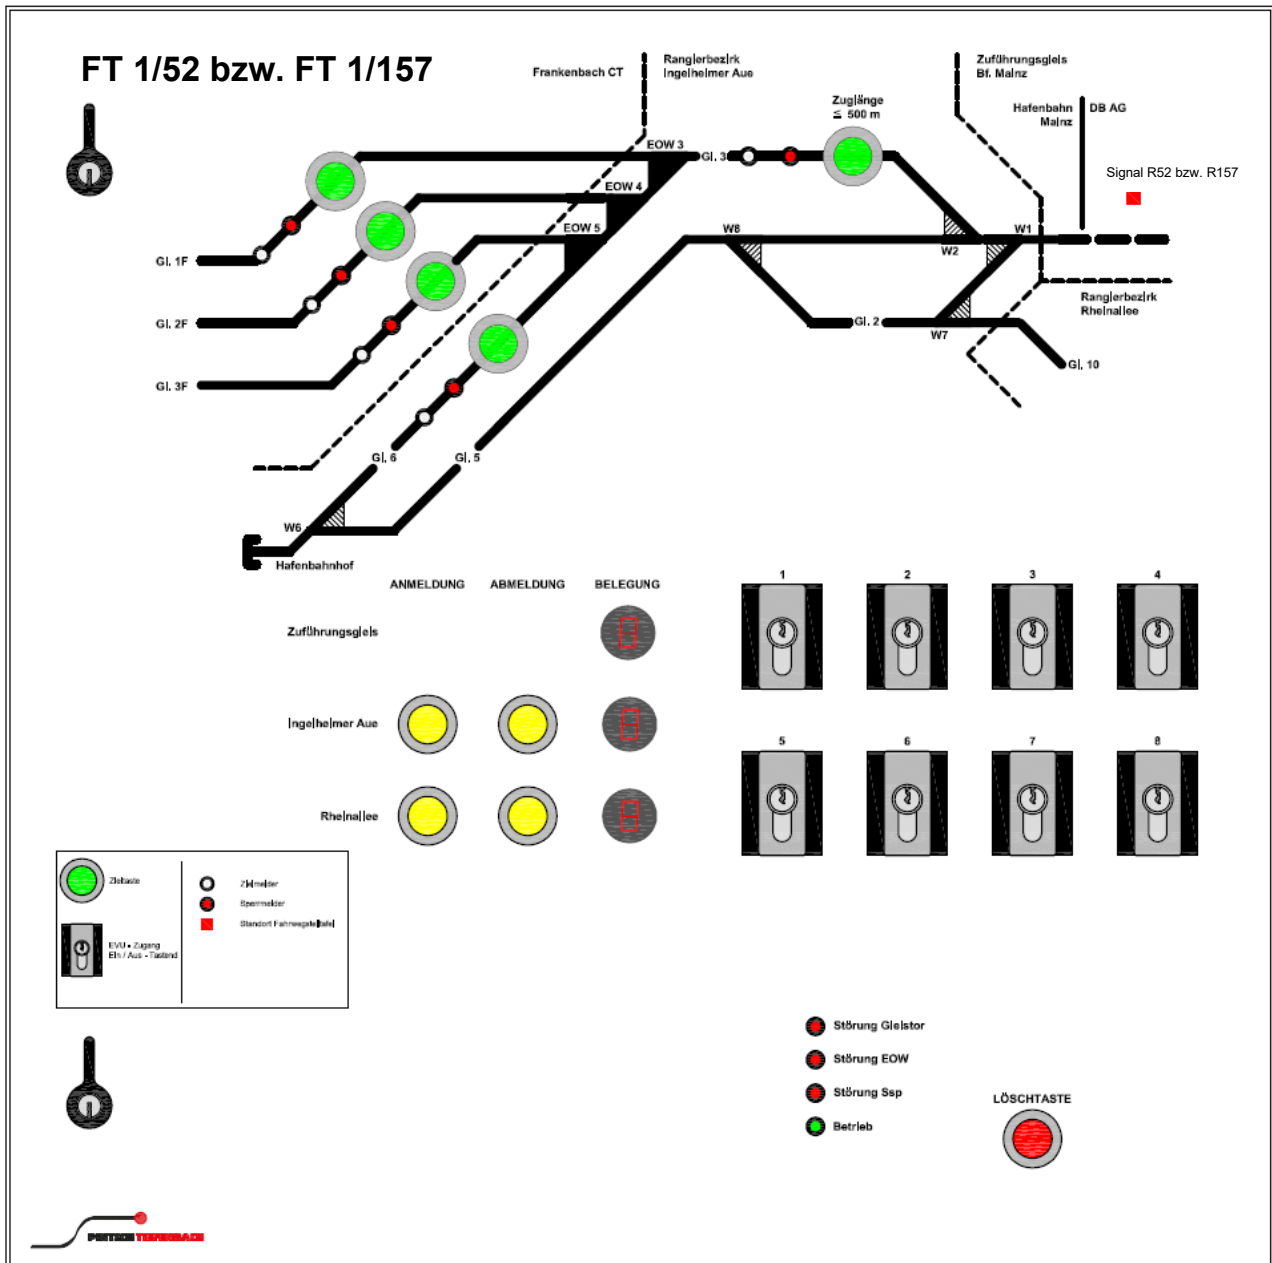 FT 1/52 bzw. FT 1/157
Frankenbach CT
Rangierbezirk
Ingelheimer Aue
Zuführungsgleis
Bf. Mainz
Zuglänge
≤ 500 m
Hafenbahn
Mainz
DB AG
Signal R52 bzw. R157
EOW 3
Gl. 3
EOW 4
EOW 5
W8
W2
W1
Gl. 1F
Gl. 2F
Gl. 3F
Rangierbezirk
Rheinallee
Gl. 2
W7
Gl. 10
Gl. 6
Gl. 5
W6
Hafenbahnhof
ANMELDUNG
ABMELDUNG
BELEGUNG
Zuführungsgleis
Ingelheimer Aue
Rheinallee
1
2
3
4
5
6
7
8
Zieltaste
EVU - Zugang
Ein / Aus - Tastend
Zielmelder
Sperrmelder
Standort Fahrwegstelltafel
Störung Gleistor
Störung EOW
Störung Ssp
Betrieb
LÖSCHTASTE
PINTSCH TIEFENBACH